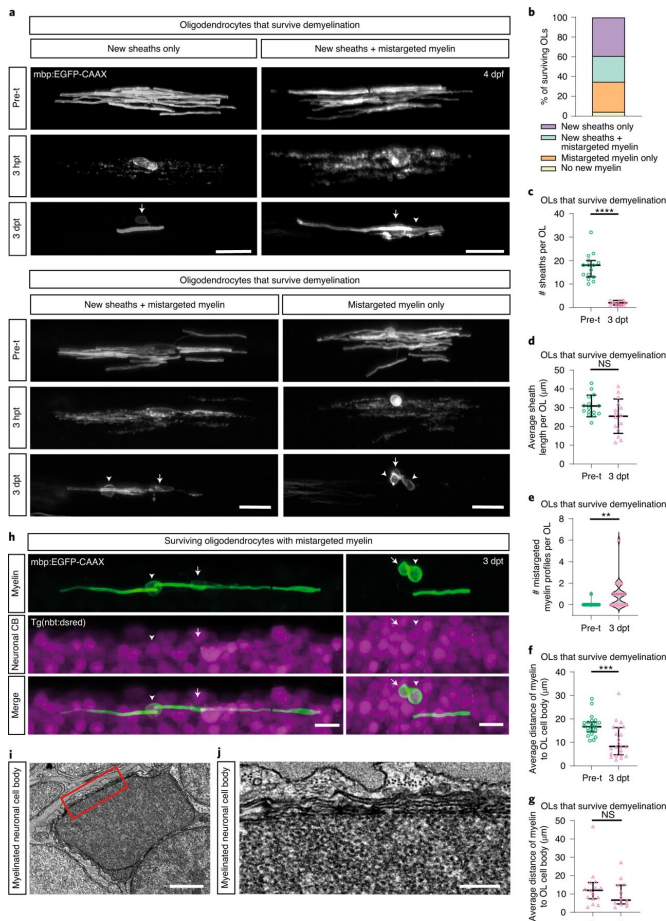 a
Oligodendrocytes that survive demyelination
New sheaths only
New sheaths + mistargeted myelin
Pre-t
mbp:EGFP-CAAX
4 dpf
3 hpt
3 dpt
Oligodendrocytes that survive demyelination
New sheaths + mistargeted myelin
Mistargeted myelin only
Pre-t
3 hpt
3 dpt
h
Surviving oligodendrocytes with mistargeted myelin
Myelin
mbp:EGFP-CAAX
3 dpt
Neuronal CB
Tg(nbt:dsred)
Merge
i
Myelinated neuronal cell body
j
Myelinated neuronal cell body
b
% of surviving OLs
100
80
60
40
20
0
New sheaths only
New sheaths +
mistargeted myelin
Mistargeted myelin only
No new myelin
c
OLs that survive demyelination
****
# sheaths per OL
40
30
20
10
0
Pre-t
3 dpt
d
OLs that survive demyelination
NS
Average sheath
length per OL (µm)
50
40
30
20
10
0
Pre-t
3 dpt
e
OLs that survive demyelination
**
# mistargeted
myelin profiles per OL
8
6
4
2
0
Pre-t
3 dpt
f
OLs that survive demyelination
***
Average distance of myelin
to OL cell body (µm)
40
30
20
10
0
Pre-t
3 dpt
g
OLs that survive demyelination
NS
Average distance of myelin
to OL cell body (µm)
50
40
30
20
10
0